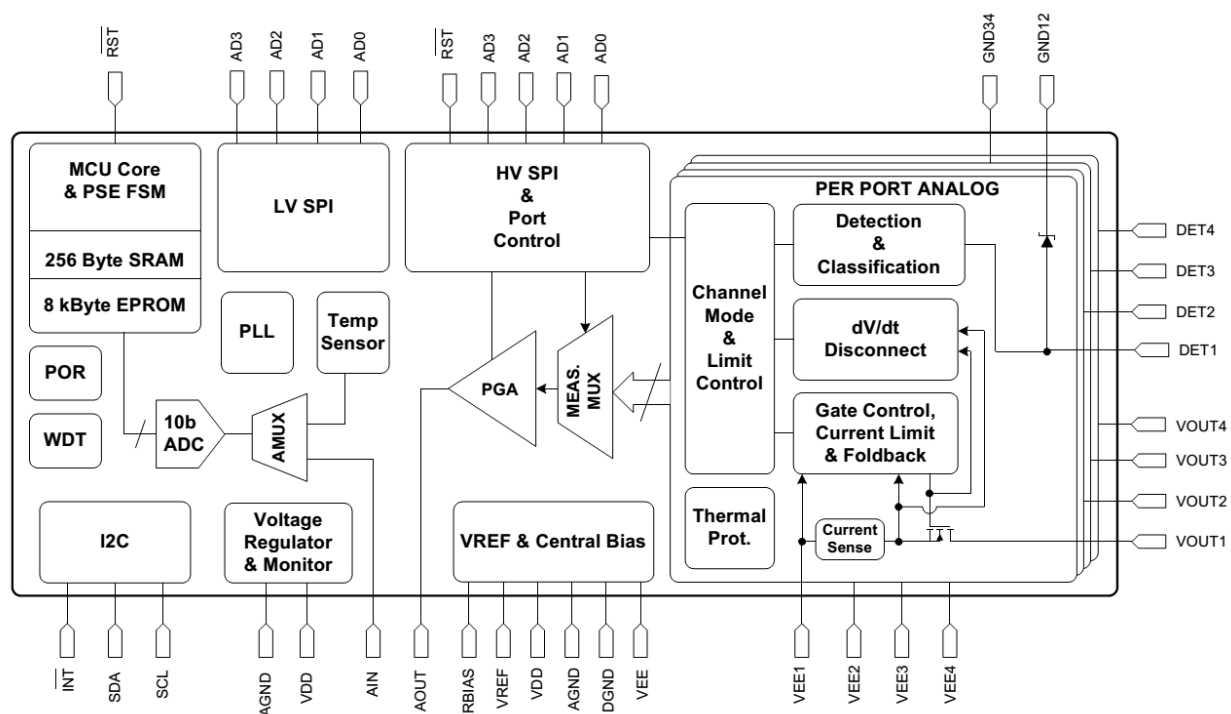 RST
AD3
AD2
AD1
AD0
RST
AD3
AD2
AD1
AD0
GND34
GND12
MCU Core
& PSE FSM
256 Byte SRAM
8 kByte EPROM
LV SPI
HV SPI
&
Port
Control
PER PORT ANALOG
Channel
Mode
&
Limit
Control
Detection
&
Classification
dV/dt
Disconnect
Gate Control,
Current Limit
& Foldback
Thermal
Prot.
Current
Sense
DET4
DET3
DET2
DET1
VOUT4
VOUT3
VOUT2
VOUT1
POR
WDT
PLL
Temp
Sensor
10b
ADC
AMUX
PGA
MEAS.
MUX
I2C
Voltage
Regulator
& Monitor
VREF & Central Bias
INT
SDA
SCL
AGND
VDD
AIN
AOUT
RBIAS
VREF
VDD
AGND
DGND
VEE
VEE1
VEE2
VEE3
VEE4